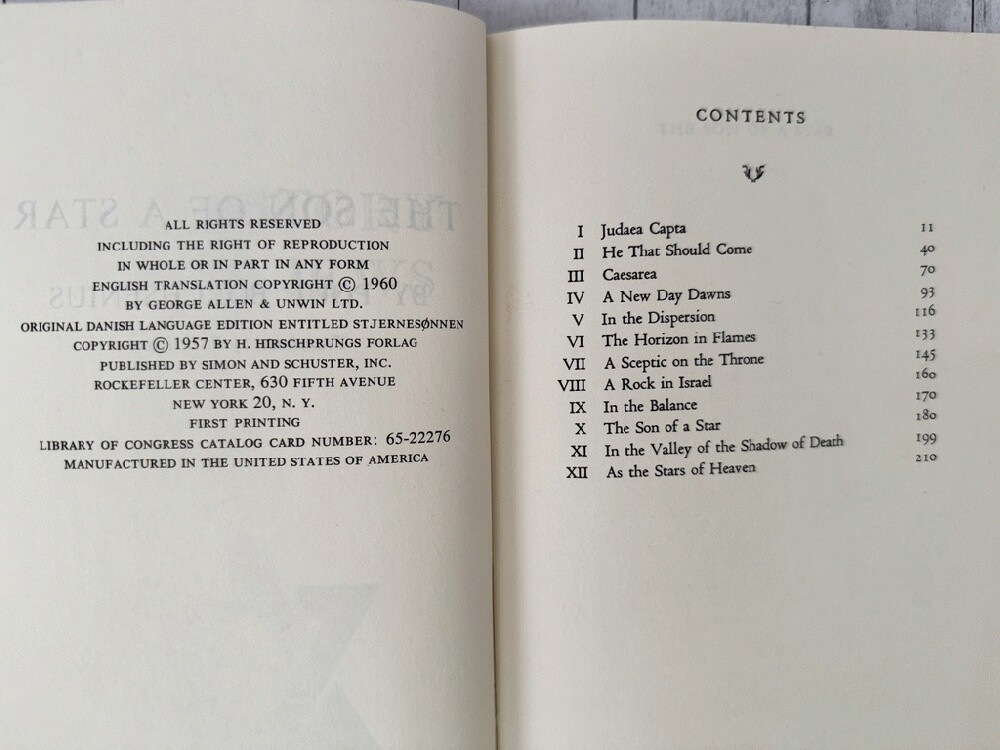 ALL RIGHTS RESERVED
INCLUDING THE RIGHT OF REPRODUCTION
IN WHOLE OR IN PART IN ANY FORM
ENGLISH TRANSLATION COPYRIGHT © 1960
BY GEORGE ALLEN & UNWIN LTD.
ORIGINAL DANISH LANGUAGE EDITION ENTITLED STJERNESØNNEN
COPYRIGHT © 1957 BY H. HIRSCHPRUNGS FORLAG
PUBLISHED BY SIMON AND SCHUSTER, INC.
ROCKEFELLER CENTER, 630 FIFTH AVENUE
NEW YORK 20, N. Y.
FIRST PRINTING
LIBRARY OF CONGRESS CATALOG CARD NUMBER: 65-22276
MANUFACTURED IN THE UNITED STATES OF AMERICA
CONTENTS
I Judaea Capta 11
II He That Should Come 40
III Caesarea 70
IV A New Day Dawns 93
V In the Dispersion 116
VI The Horizon in Flames 133
VII A Sceptic on the Throne 145
VIII A Rock in Israel 160
IX In the Balance 170
X The Son of a Star 180
XI In the Valley of the Shadow of Death 199
XII As the Stars of Heaven 210